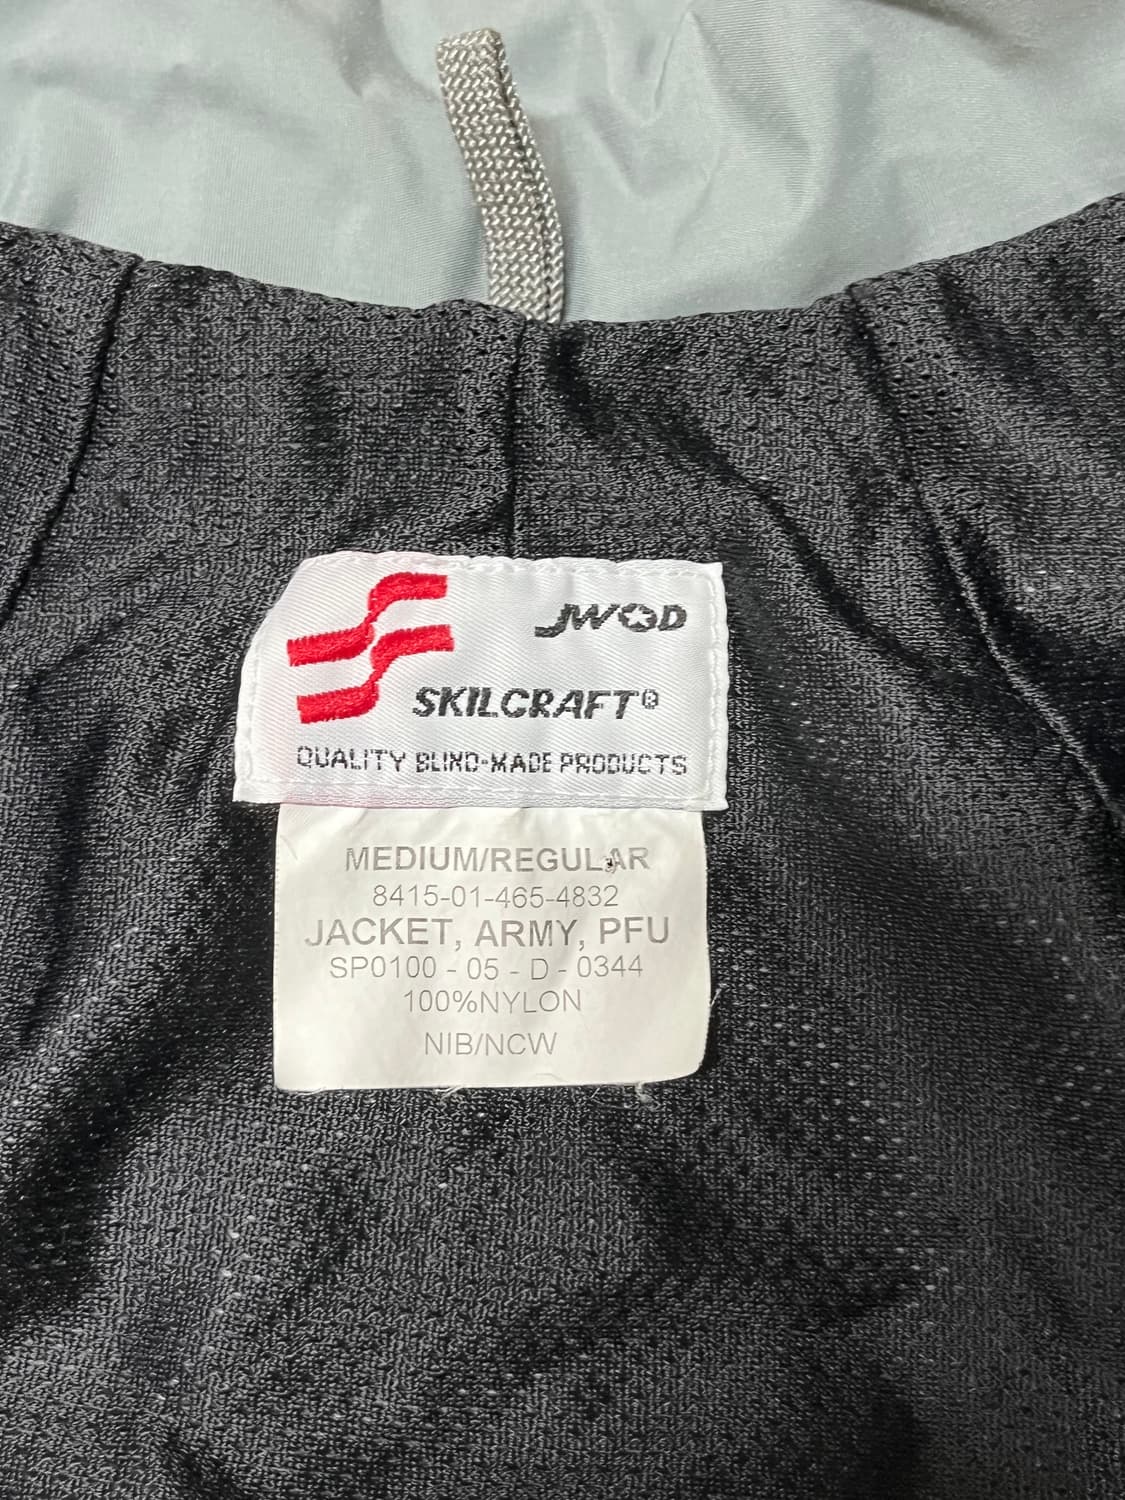 JWOD
SKILCRAFT®
QUALITY BLIND-MADE PRODUCTS
MEDIUM/REGULAR
8415-01-465-4832
JACKET, ARMY, PFU
SP0100 - 05 - D - 0344
100%NYLON
NIB/NCW